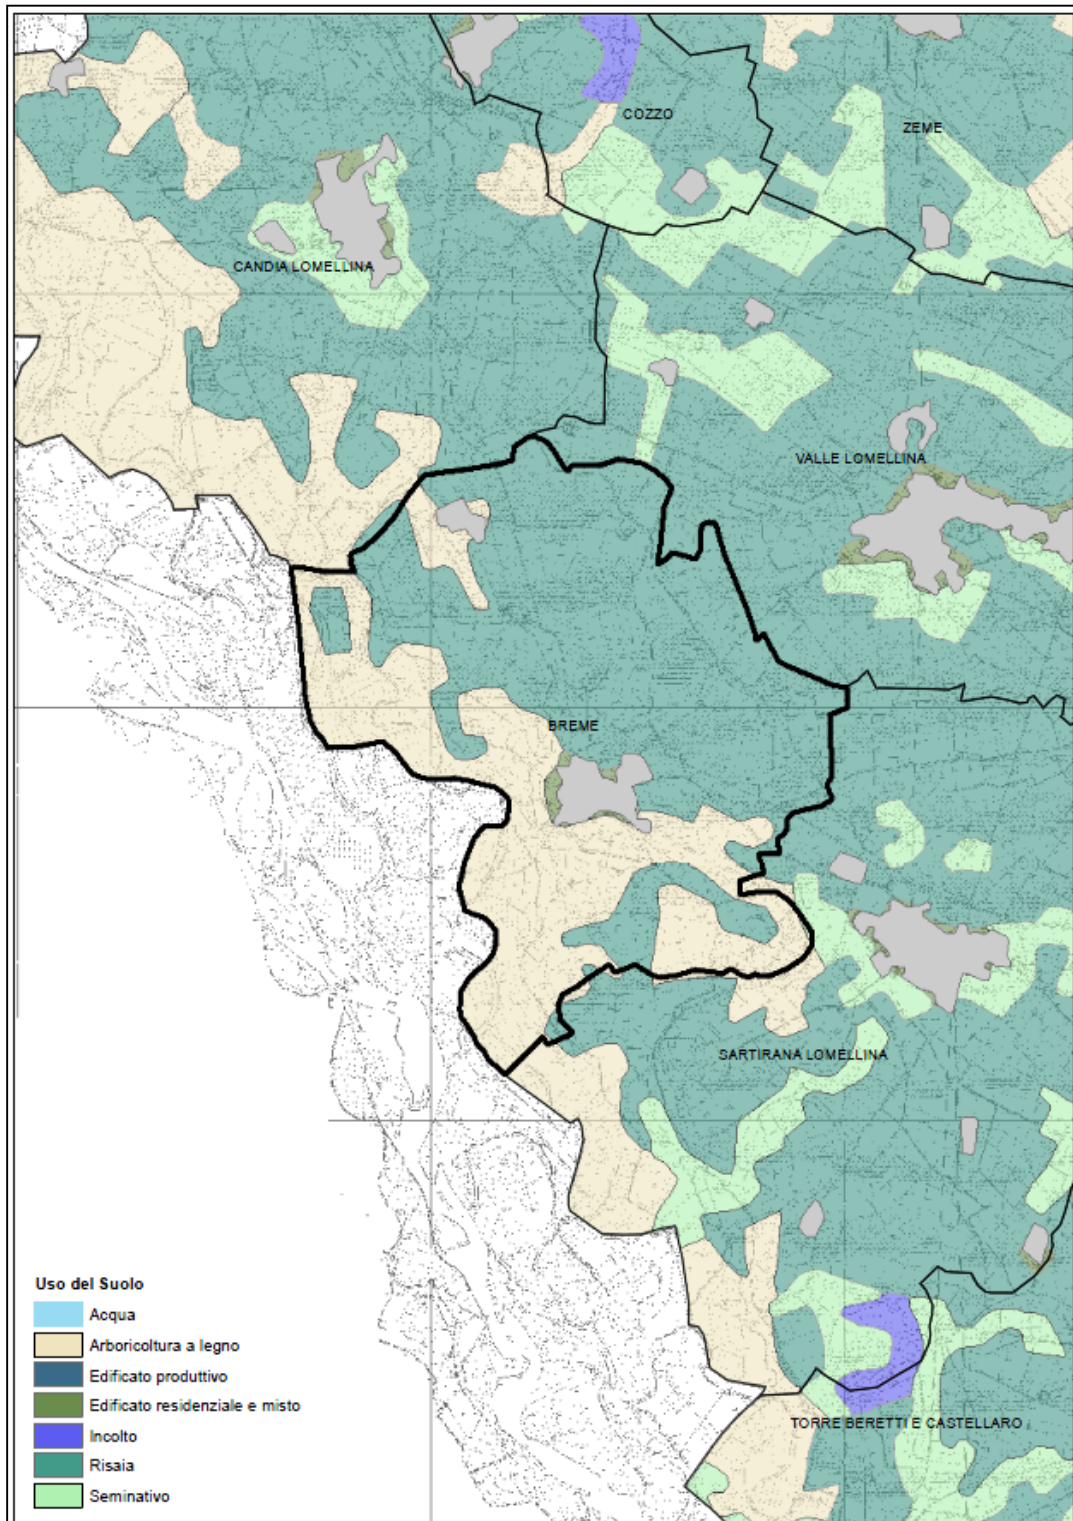 COZZO
ZEME
CANDIA LOMELLINA
VALLE LOMELLINA
BREME
SARTIRANA LOMELLINA
TORRE BERETTI E CASTELLARO
Uso del Suolo
Acqua
Arboricoltura a legno
Edificato produttivo
Edificato residenziale e misto
Incolto
Risaia
Seminativo